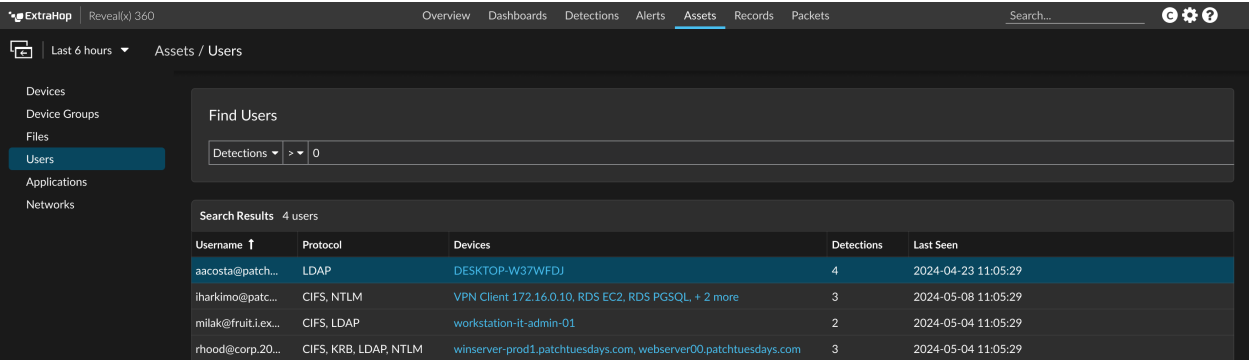 ExtraHop Reveal(x) 360 Overview Dashboards Detections Alerts Assets Records Packets Search... C ?
Last 6 hours Assets / Users
Devices
Device Groups
Files
Users
Applications
Networks
Find Users
Detections > 0
Search Results 4 users
Username ↑ Protocol Devices Detections Last Seen
aacosta@patch... LDAP DESKTOP-W37WFDJ 4 2024-04-23 11:05:29
iharkimo@patc... CIFS, NTLM VPN Client 172.16.0.10, RDS EC2, RDS PGSQL, + 2 more 3 2024-05-08 11:05:29
milak@fruit.i.ex... CIFS, LDAP workstation-it-admin-01 2 2024-05-04 11:05:29
rhood@corp.20... CIFS, KRB, LDAP, NTLM winserver-prod1.patchtuesdays.com, webserver00.patchtuesdays.com 3 2024-05-04 11:05:29